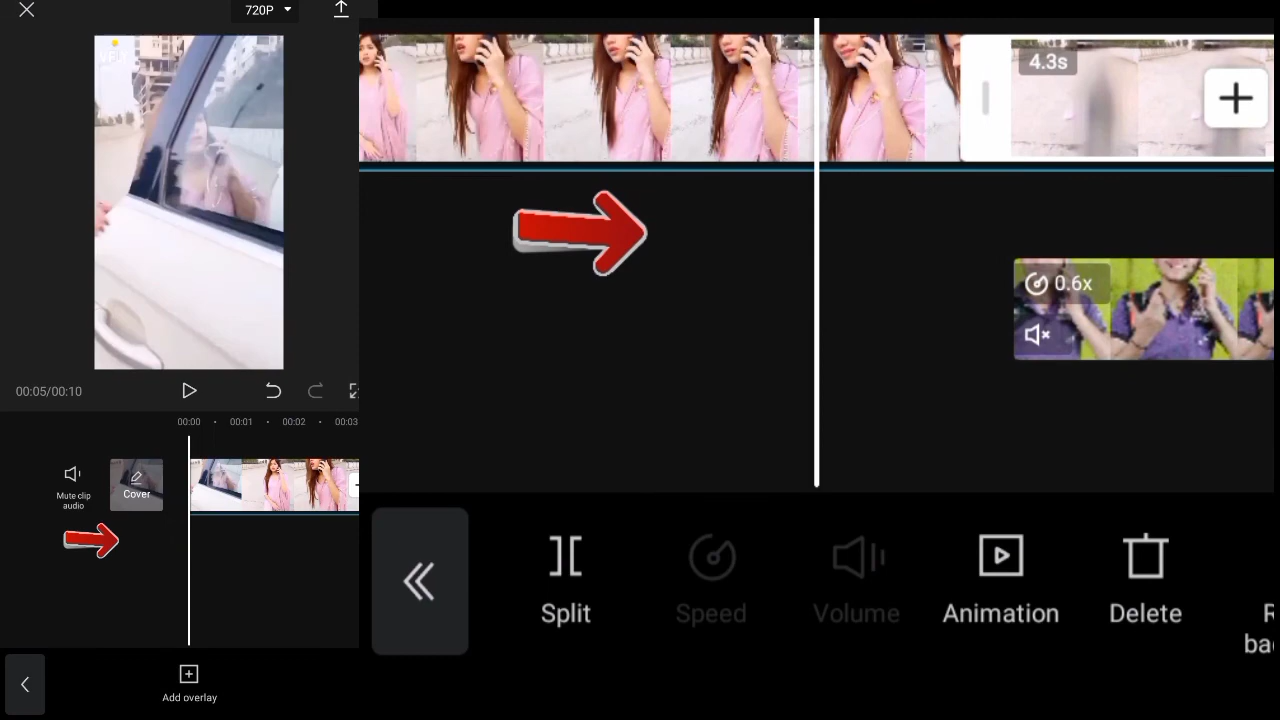 720P
4.3s
0.6x
00:05/00:10
00:00
00:01
00:02
00:03
Mute clip
audio
Cover
Split
Speed
Volume
Animation
Delete
Add overlay